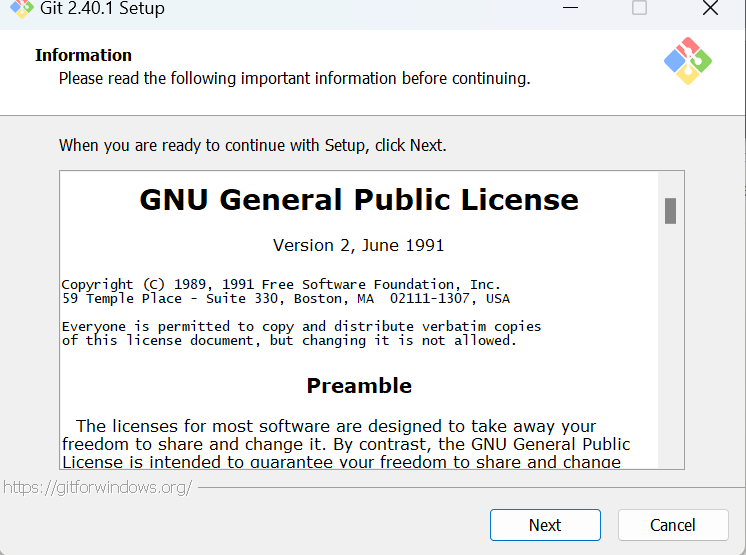 Git 2.40.1 Setup
Information
Please read the following important information before continuing.
When you are ready to continue with Setup, click Next.
GNU General Public License
Version 2, June 1991
Copyright (C) 1989, 1991 Free Software Foundation, Inc.
59 Temple Place - Suite 330, Boston, MA  02111-1307, USA
Everyone is permitted to copy and distribute verbatim copies
of this license document, but changing it is not allowed.
Preamble
The licenses for most software are designed to take away your
freedom to share and change it. By contrast, the GNU General Public
License is intended to guarantee your freedom to share and change
https://gitforwindows.org/
Next
Cancel